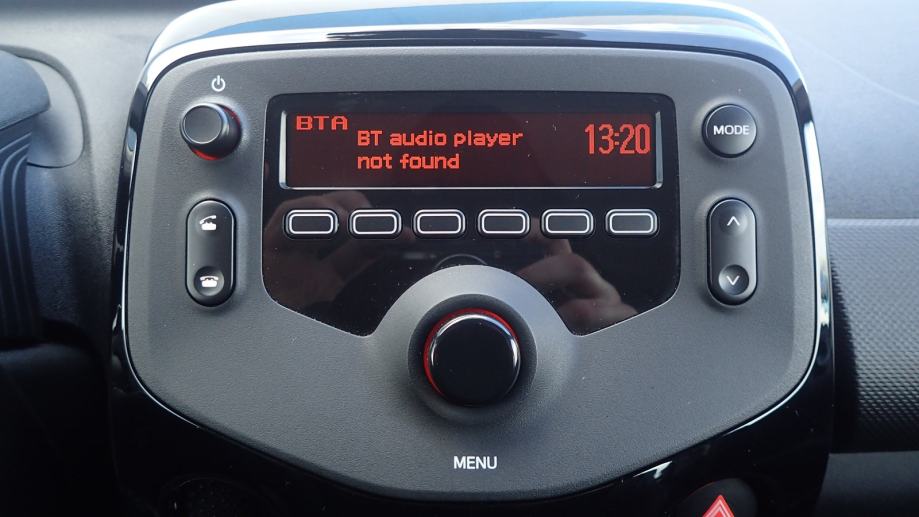 BTA
BT audio player
not found
13:20
MODE
MENU